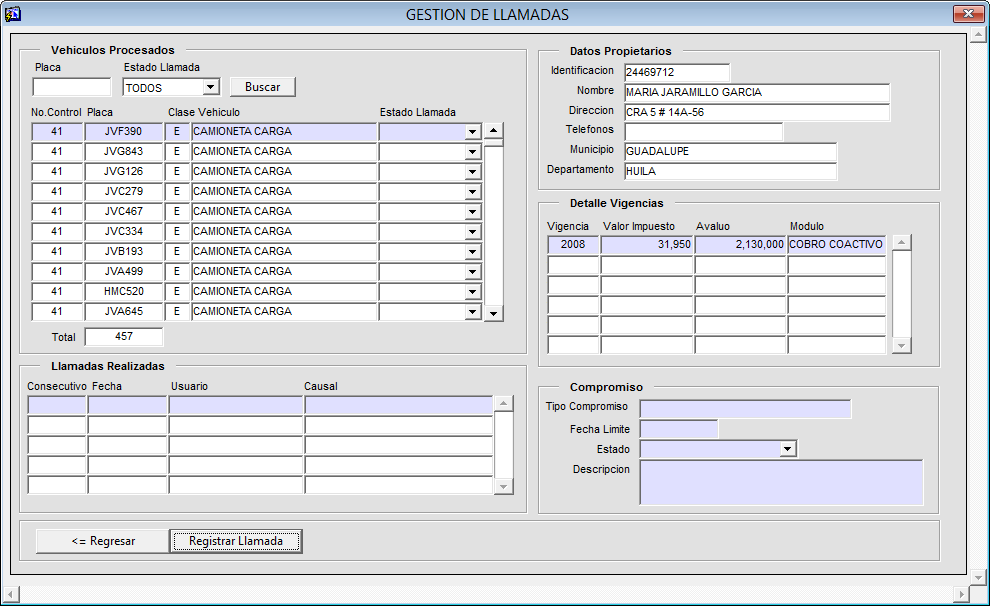 GESTION DE LLAMADAS
Vehiculos Procesados
Placa Estado Llamada
TODOS Buscar
No.Control Placa Clase Vehiculo Estado Llamada
41 JVF390 E CAMIONETA CARGA
41 JVG843 E CAMIONETA CARGA
41 JVG126 E CAMIONETA CARGA
41 JVC279 E CAMIONETA CARGA
41 JVC467 E CAMIONETA CARGA
41 JVC334 E CAMIONETA CARGA
41 JVB193 E CAMIONETA CARGA
41 JVA499 E CAMIONETA CARGA
41 HMC520 E CAMIONETA CARGA
41 JVA645 E CAMIONETA CARGA
Total 457
Llamadas Realizadas
Consecutivo Fecha Usuario Causal
Datos Propietarios
Identificacion 24469712
Nombre MARIA JARAMILLO GARCIA
Direccion CRA 5 # 14A-56
Telefonos
Municipio GUADALUPE
Departamento HUILA
Detalle Vigencias
Vigencia Valor Impuesto Avaluo Modulo
2008 31,950 2,130,000 COBRO COACTIVO
Compromiso
Tipo Compromiso
Fecha Limite
Estado
Descripcion
<= Regresar Registrar Llamada